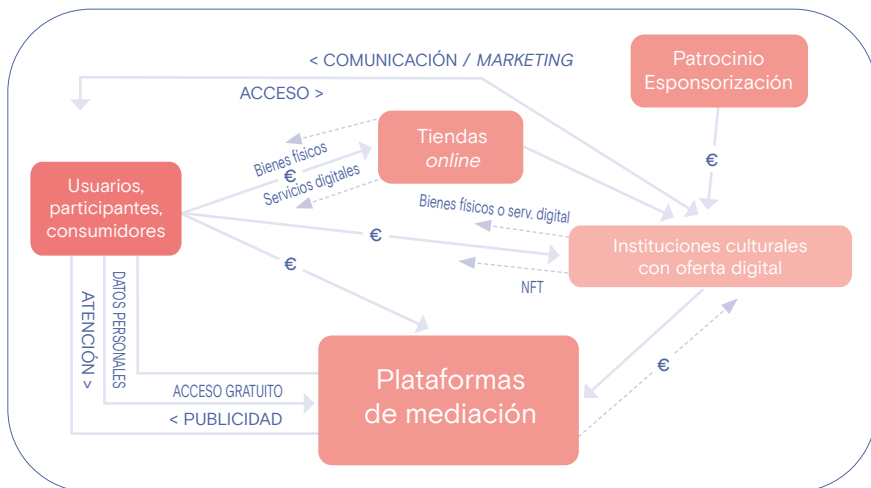 < COMUNICACIÓN / MARKETING
ACCESO >
Patrocinio
Esponsorización
€
Tiendas
online
Bienes físicos
€
Servicios digitales
Usuarios,
participantes,
consumidores
Bienes físicos o serv. digital
€
NFT
Instituciones culturales
con oferta digital
€
ATENCIÓN >
DATOS PERSONALES
ACCESO GRATUITO
< PUBLICIDAD
Plataformas
de mediación
€